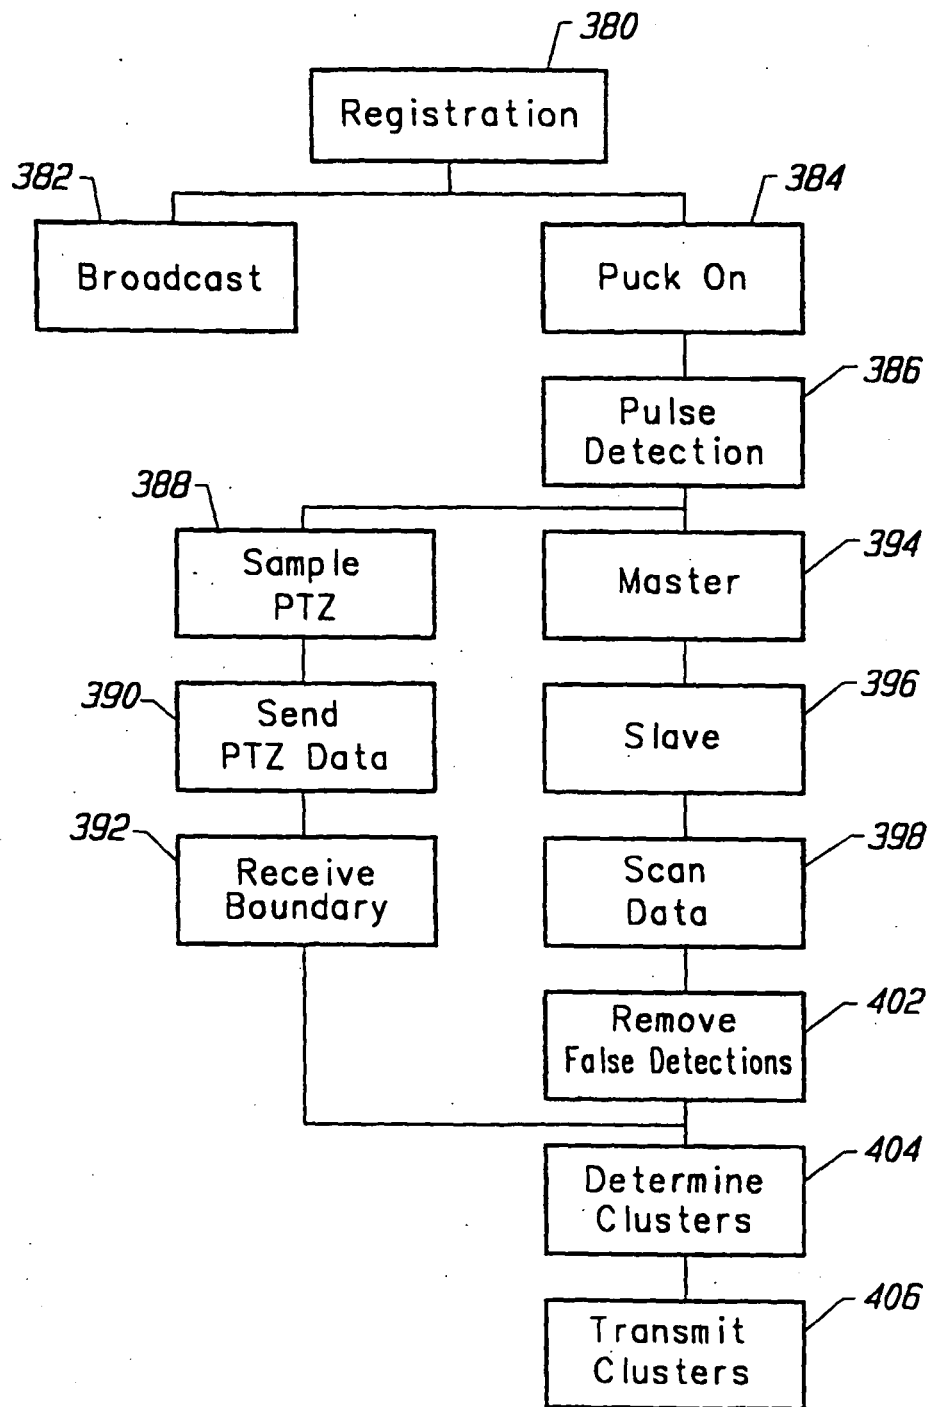 380
Registration
382
384
Broadcast
Puck On
386
Pulse
Detection
388
394
Sample
PTZ
Master
390
396
Send
PTZ Data
Slave
392
398
Receive
Boundary
Scan
Data
402
Remove
False Detections
404
Determine
Clusters
406
Transmit
Clusters